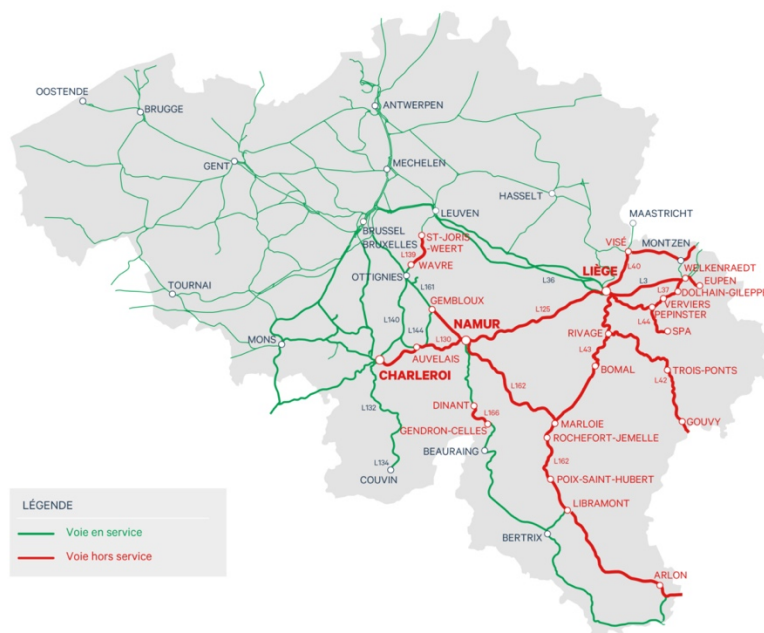 OOSTENDE
BRUGGE
ANTWERPEN
GENT
MECHELEN
HASSELT
MAASTRICHT
LEUVEN
BRUSSEL
BRUXELLES
ST-JORIS
-WEERT
VISÉ
MONTZEN
L40
WELKENRAEDT
L139
WAVRE
EUPEN
OTTIGNIES
L36
LIÈGE
L3
L37
DOLHAIN-GILEPPE
TOURNAI
L161
VERVIERS
GEMBLOUX
L125
PEPINSTER
L44
L140
L144
NAMUR
SPA
MONS
L130
RIVAGE
AUVELAIS
CHARLEROI
L43
BOMAL
TROIS-PONTS
L42
L162
L132
DINANT
L166
GOUVY
MARLOIE
GENDRON-CELLES
ROCHEFORT-JEMELLE
BEAURAING
L162
L134
COUVIN
POIX-SAINT-HUBERT
LIBRAMONT
BERTRIX
ARLON
LÉGENDE
Voie en service
Voie hors service